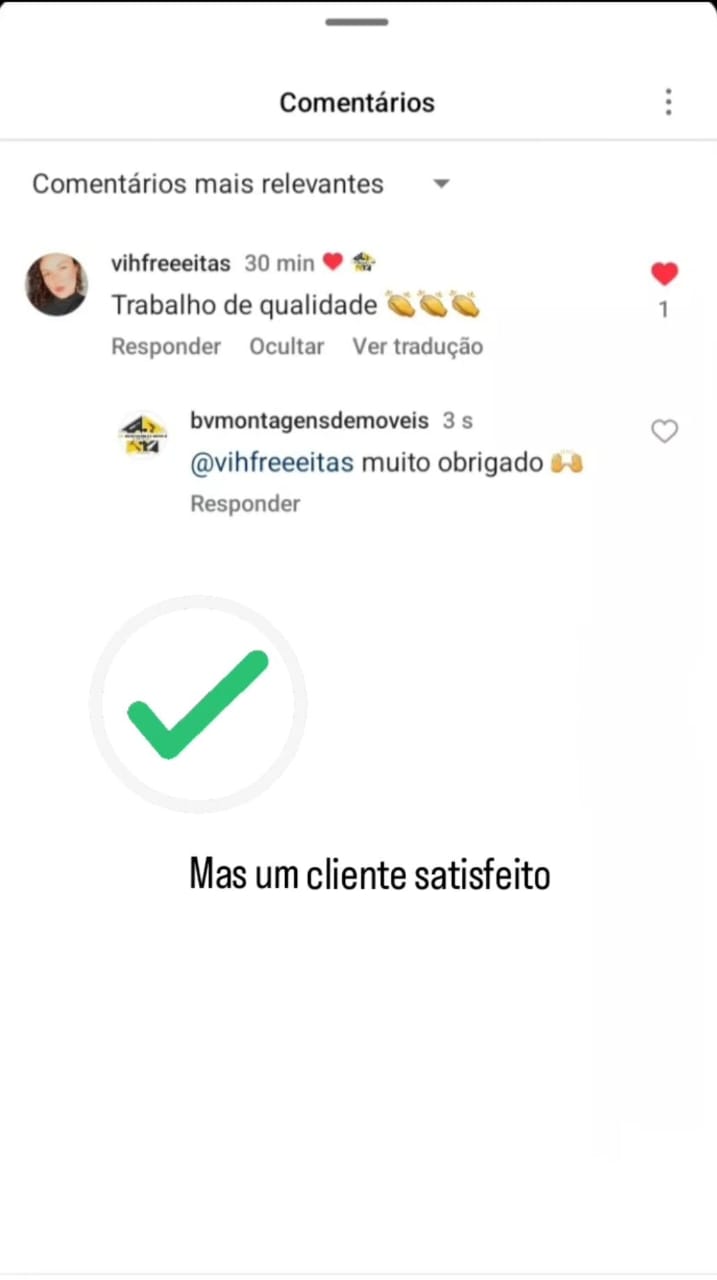 Comentários
Comentários mais relevantes
vihfreeeitas 30 min ❤️
Trabalho de qualidade 👏👏👏
1
Responder Ocultar Ver tradução
bvmontagensdemoveis 3 s
@vihfreeeitas muito obrigado 🙌
Responder
Mas um cliente satisfeito